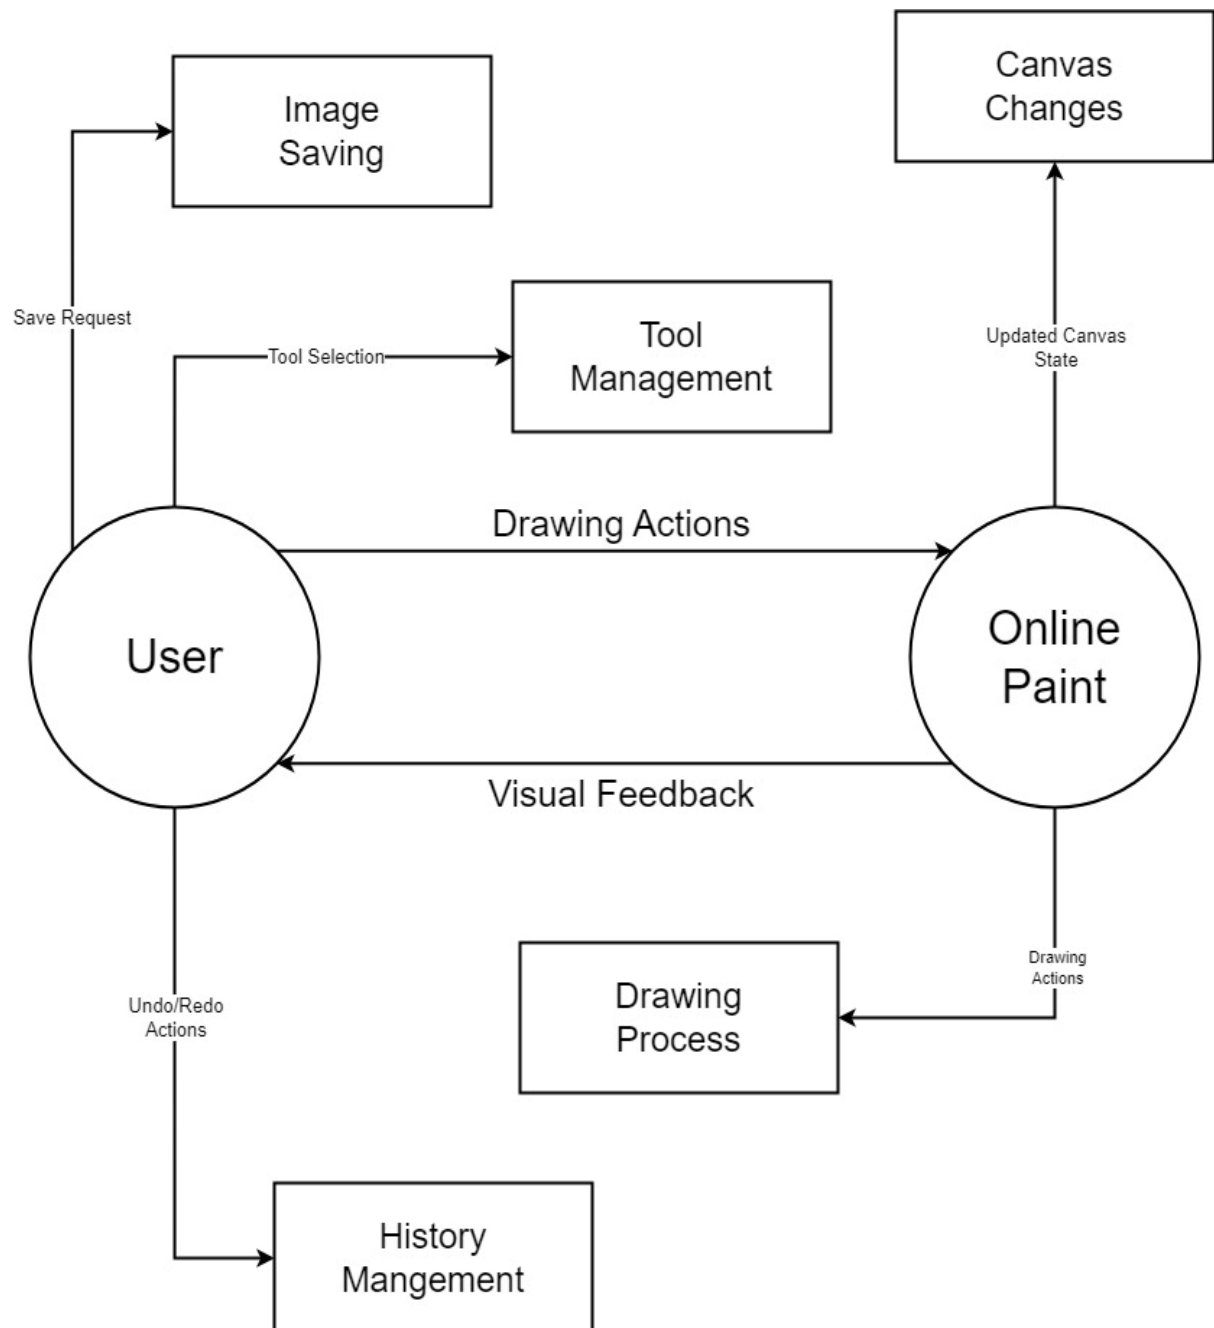 Canvas
Changes
Image
Saving
Save Request
Tool
Management
Tool Selection
Updated Canvas
State
Drawing Actions
User
Online
Paint
Visual Feedback
Drawing
Actions
Drawing
Process
Undo/Redo
Actions
History
Mangement